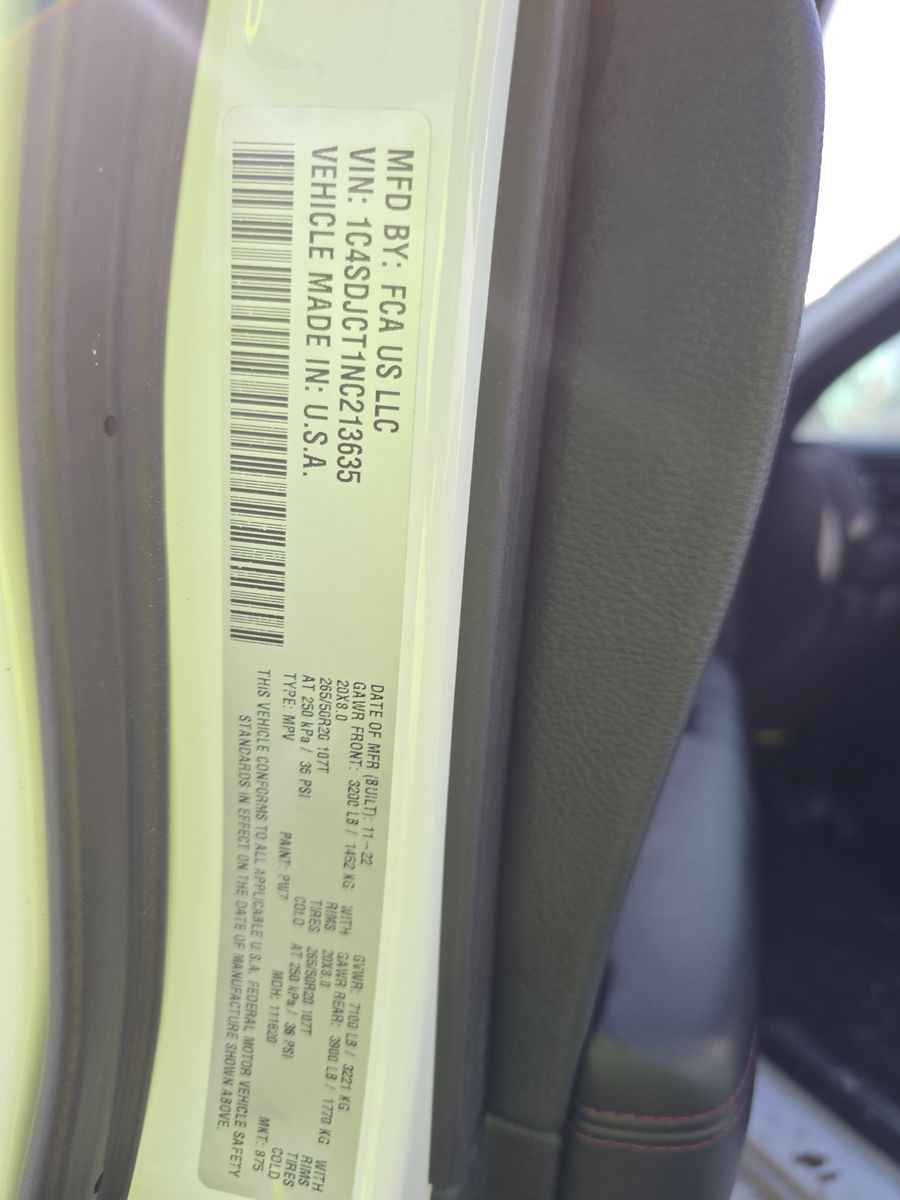 MFD BY: FCA US LLC
VIN: 1C4SDJCT1NC213635
VEHICLE MADE IN: U.S.A.
DATE OF MFR (BUILT): 11-22 GVWR: 7100 LB / 3221 KG
GAWR FRONT: 3200 LB / 1452 KG WITH GAWR REAR: 3900 LB / 1770 KG WITH
20X8.0 RIMS 20X8.0 RIMS
265/50R20 107T TIRES 265/50R20 107T TIRES
AT 250 kPa / 36 PSI COLD AT 250 kPa / 36 PSI COLD
TYPE: MPV PAINT: PW7 MDH: 111620 MKT: 875
THIS VEHICLE CONFORMS TO ALL APPLICABLE U.S.A. FEDERAL MOTOR VEHICLE SAFETY
STANDARDS IN EFFECT ON THE DATE OF MANUFACTURE SHOWN ABOVE.